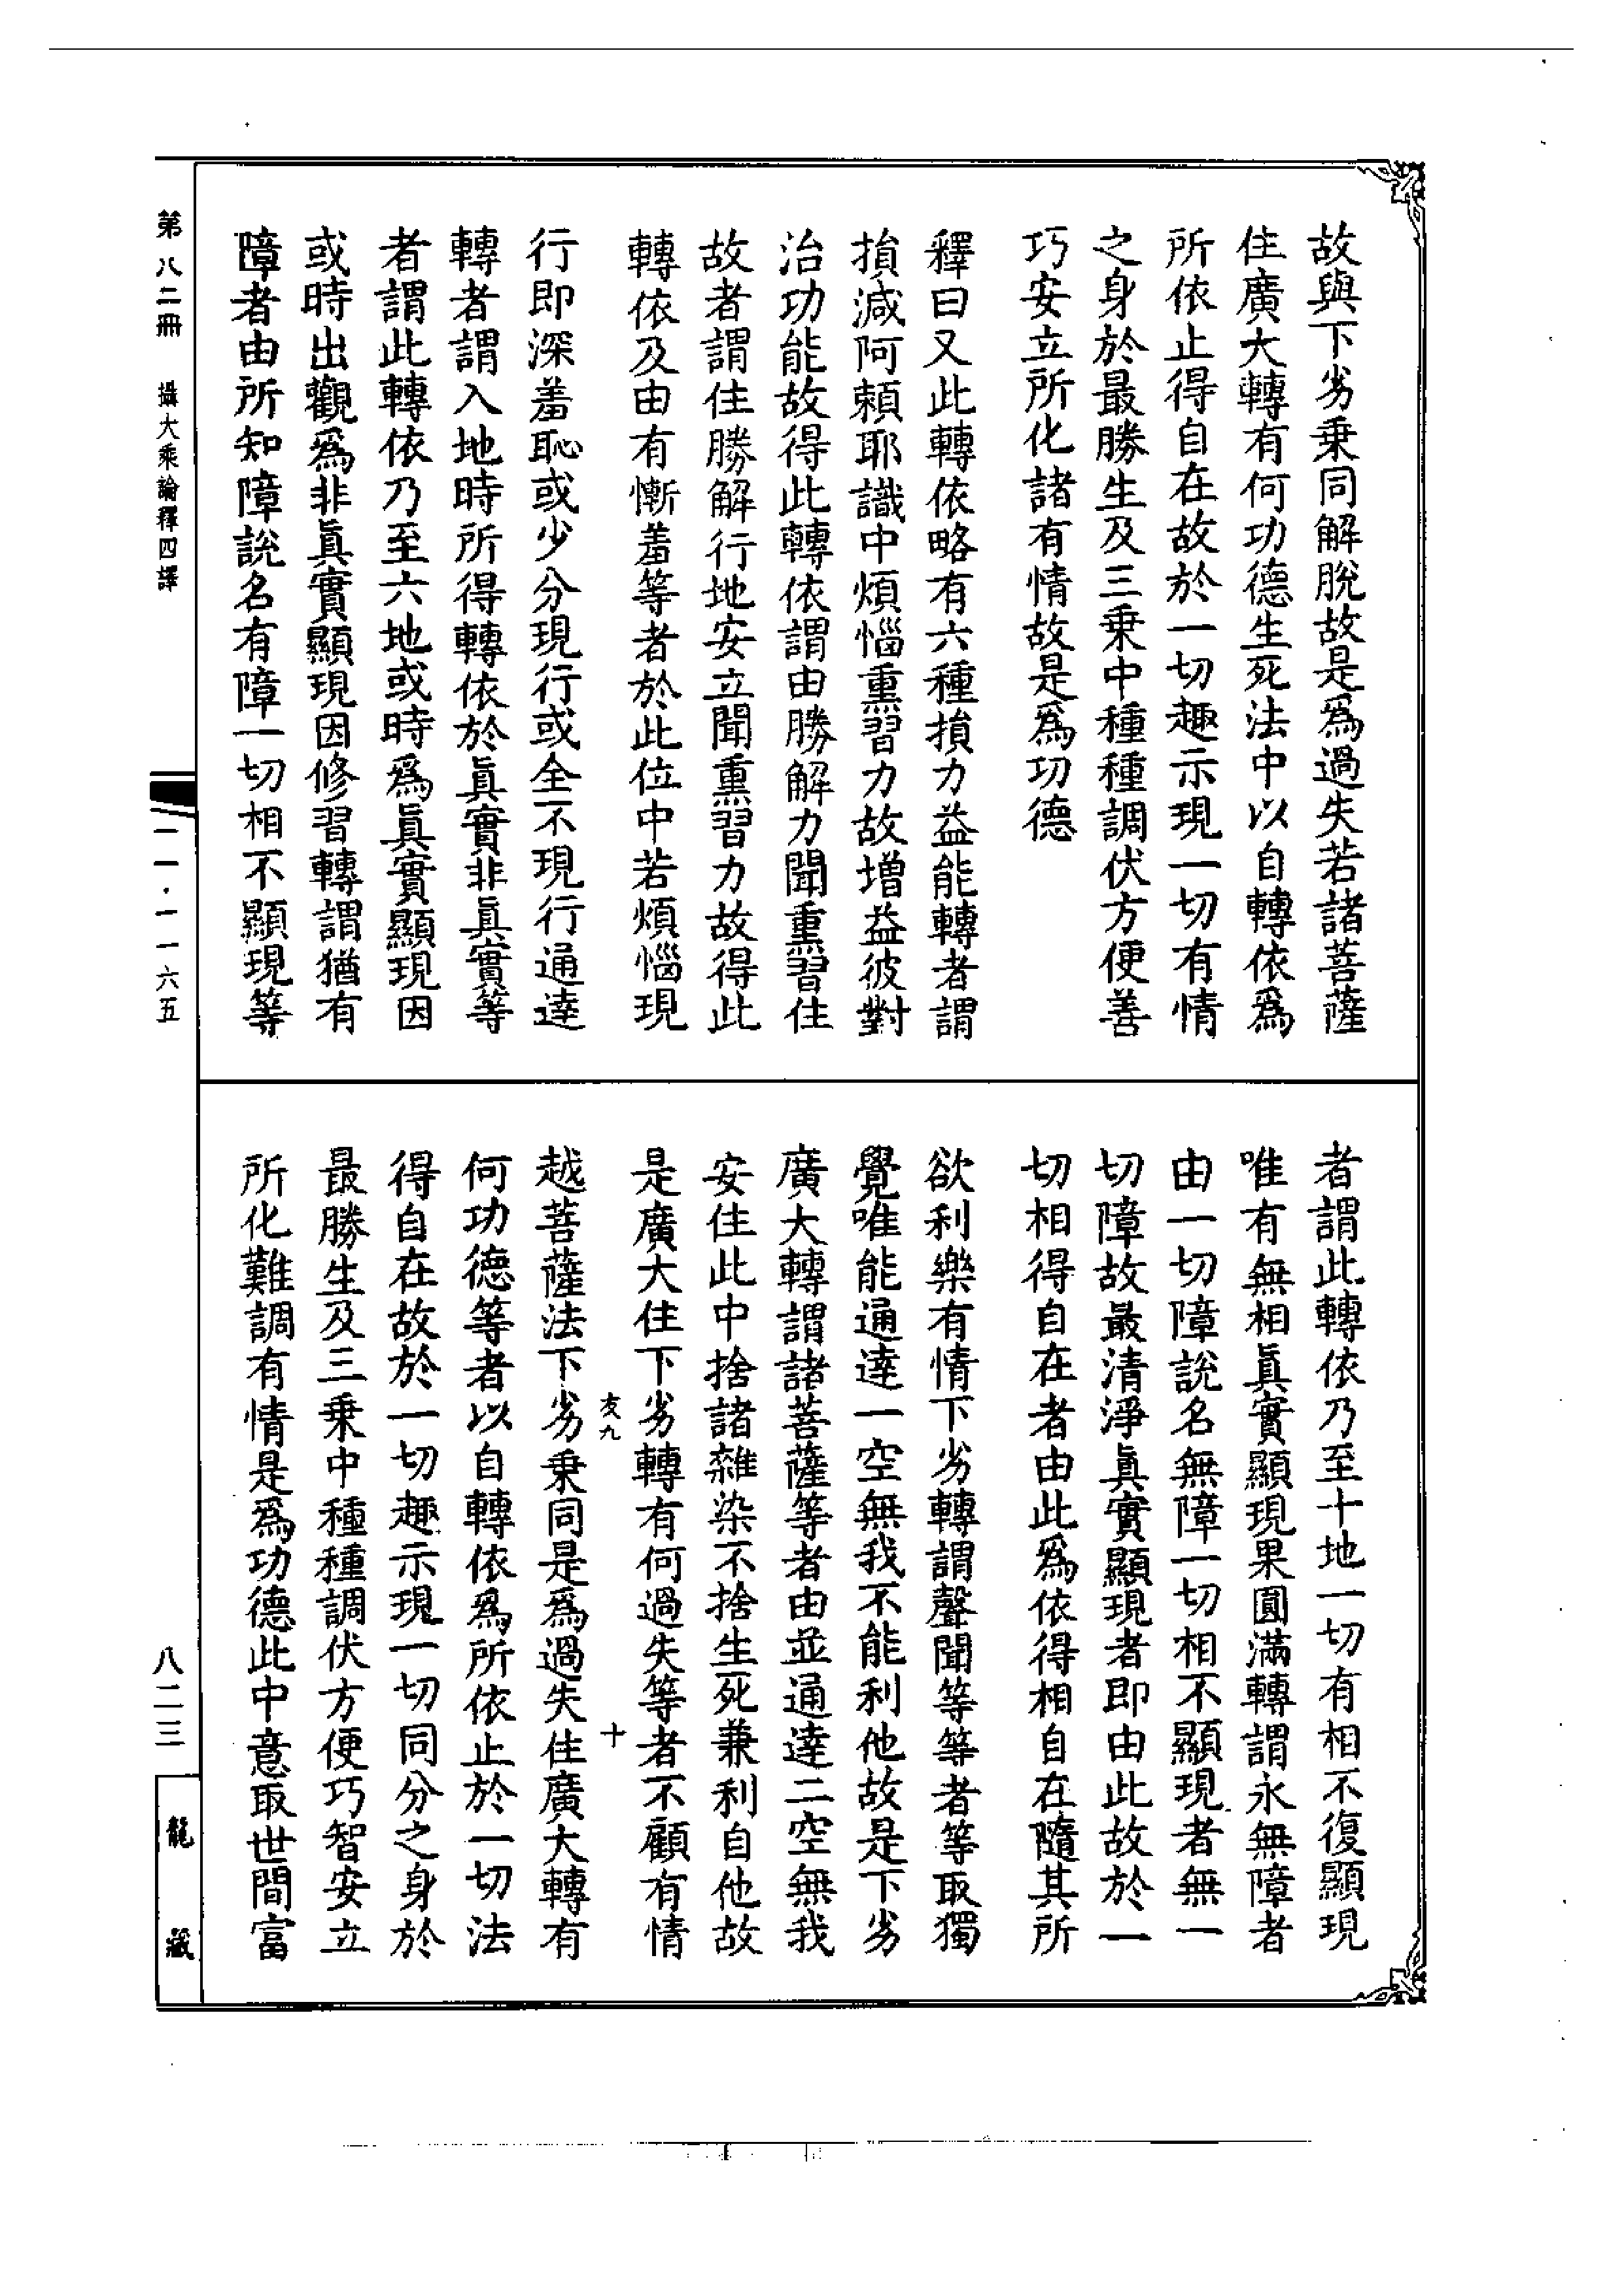 故與下劣乗同解脫故是爲過失若諸菩薩
住廣大轉有何功德生死法中以自轉依爲
所依止得自在故於一切趣示現一切有情
之身於最勝生及三乗中種種調伏方便善
巧安立所化諸有情故是爲功德
釋曰又此轉依略有六種損力益能轉者謂
損減阿賴耶識中煩惱熏習力故增益彼對
治功能故得此轉依謂由勝解力聞熏習住
故者謂住勝解行地安立聞熏習力故得此
轉依及由有慚羞等者於此位中若煩惱現
行即深羞恥或少分現行或全不現行通達
轉者謂入地時所得轉依於眞實非眞實等
者謂此轉依乃至六地或時爲眞實顯現因
或時出觀爲非眞實顯現因修習轉謂猶有
障者由所知障說名有障一切相不顯現等
者謂此轉依乃至十地一切有相不復顯現
唯有無相眞實顯現果圓滿轉謂永無障者
由一切障說名無障一切相不顯現者無一
切障故最清淨眞實顯現者即由此故於一
切相得自在者由此爲依得相自在隨其所
欲利樂有情下劣轉謂聲聞等等者等取獨
覺唯能通達一空無我不能利他故是下劣
廣大轉謂諸菩薩等者由並通達二空無我
安住此中捨諸雜染不捨生死兼利自他故
是廣大住下劣轉有何過失等者不顧有情
友九 十
越菩薩法下劣乗同是爲過失住廣大轉有
何功德等者以自轉依爲所依止於一切法
得自在故於一切趣示現一切同分之身於
最勝生及三乗中種種調伏方便巧智安立
所化難調有情是爲功德此中意取世間富
第八二冊 攝大乘論釋四譯
一一·一一六五
八二三
龍藏